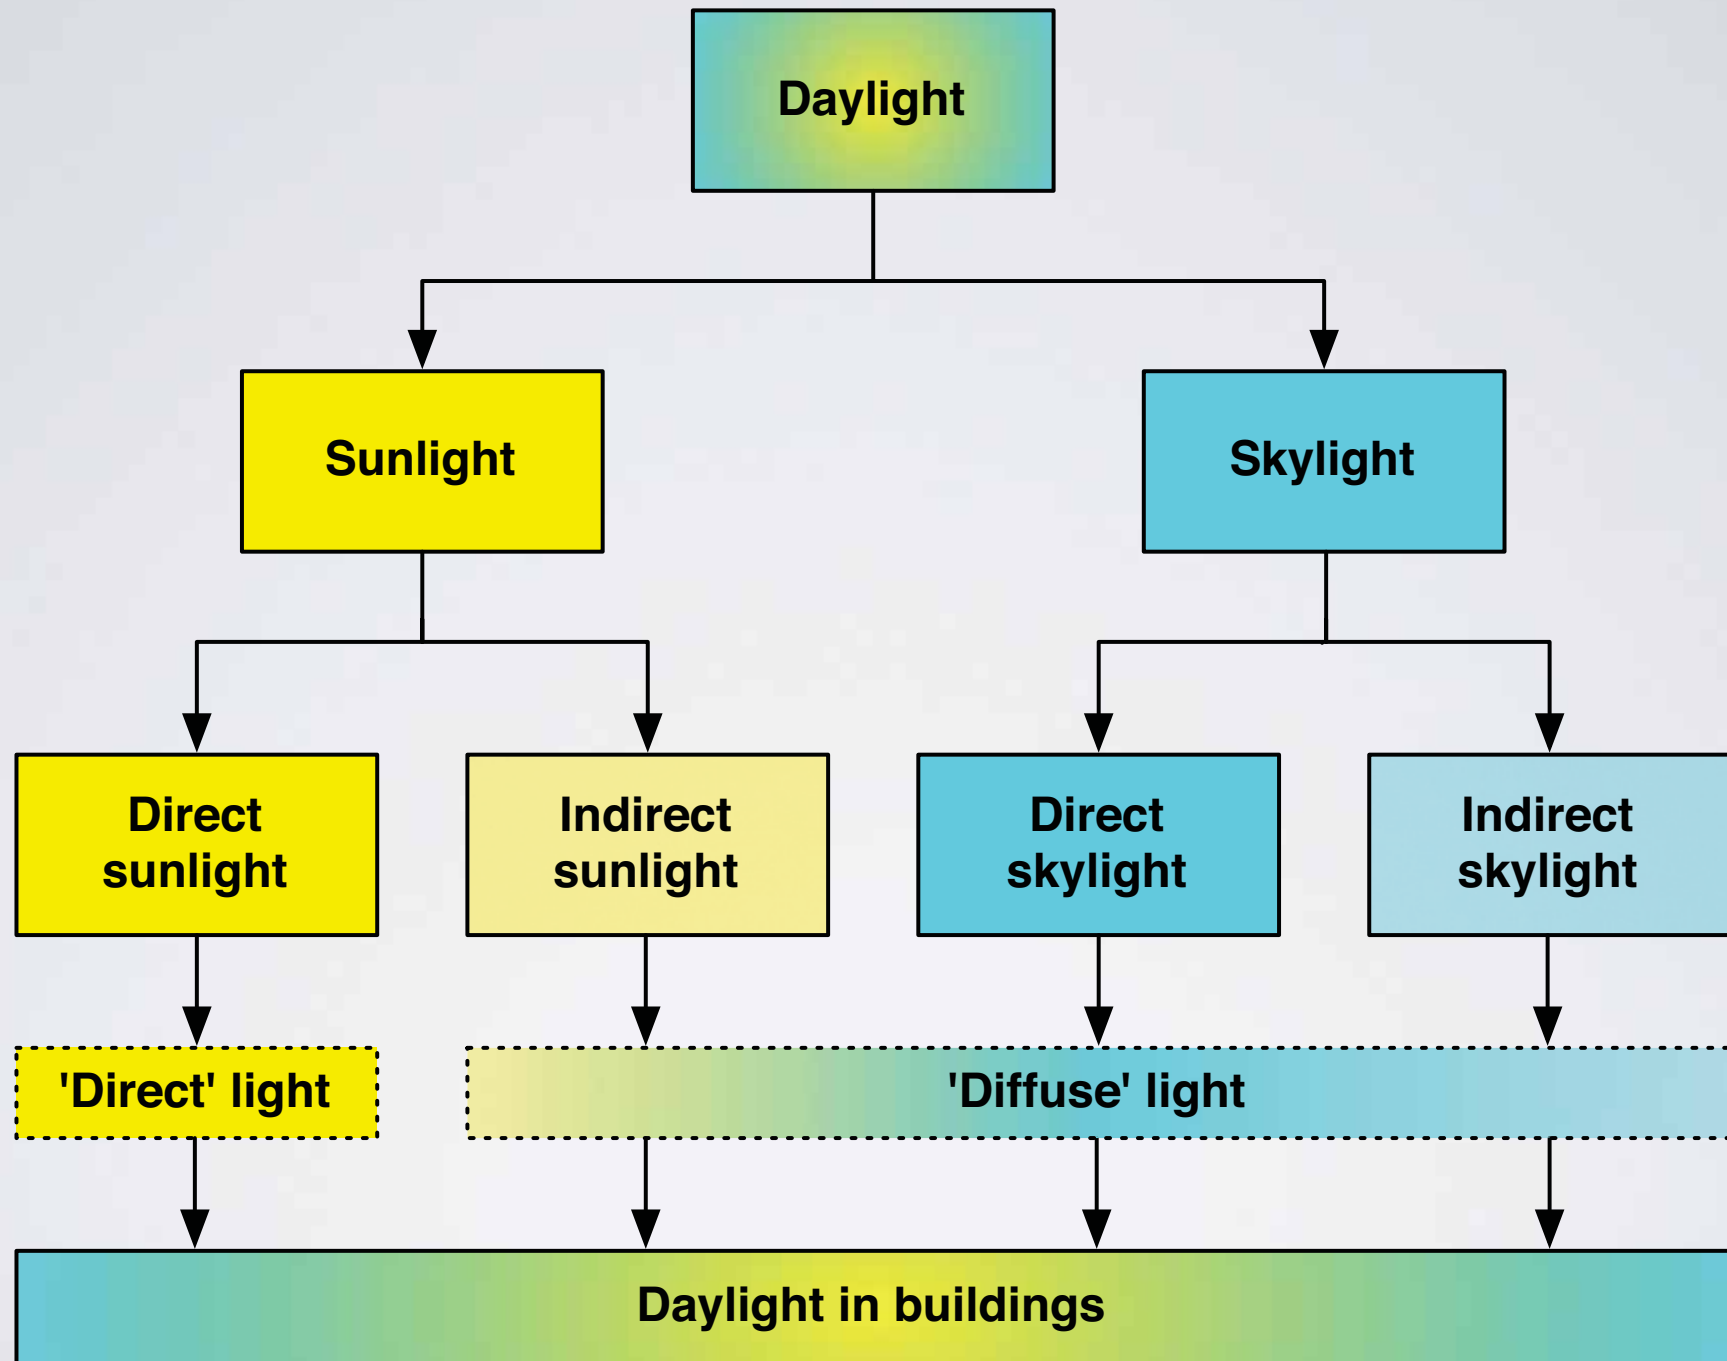 Daylight
Sunlight
Skylight
Direct
sunlight
Indirect
sunlight
Direct
skylight
Indirect
skylight
'Direct' light
'Diffuse' light
Daylight in buildings